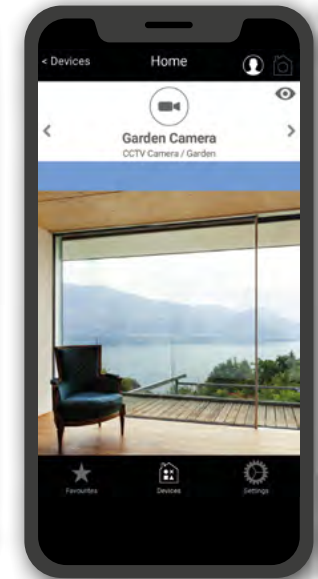 < Devices Home
Garden Camera
CCTV Camera / Garden
Favourites Devices Settings